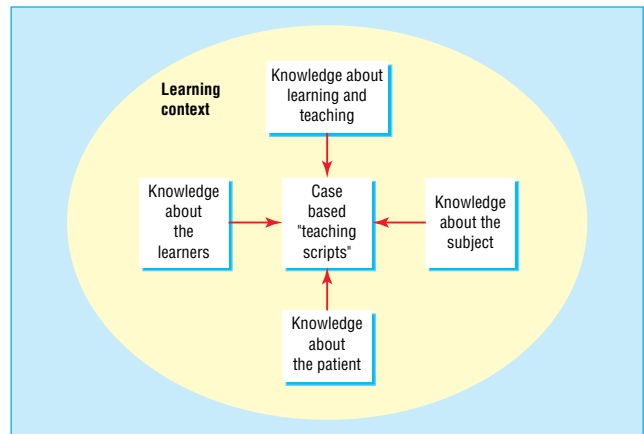 Learning
context
Knowledge about
learning and
teaching
Knowledge
about
the
learners
Case
based
"teaching
scripts"
Knowledge
about the
subject
Knowledge
about
the patient